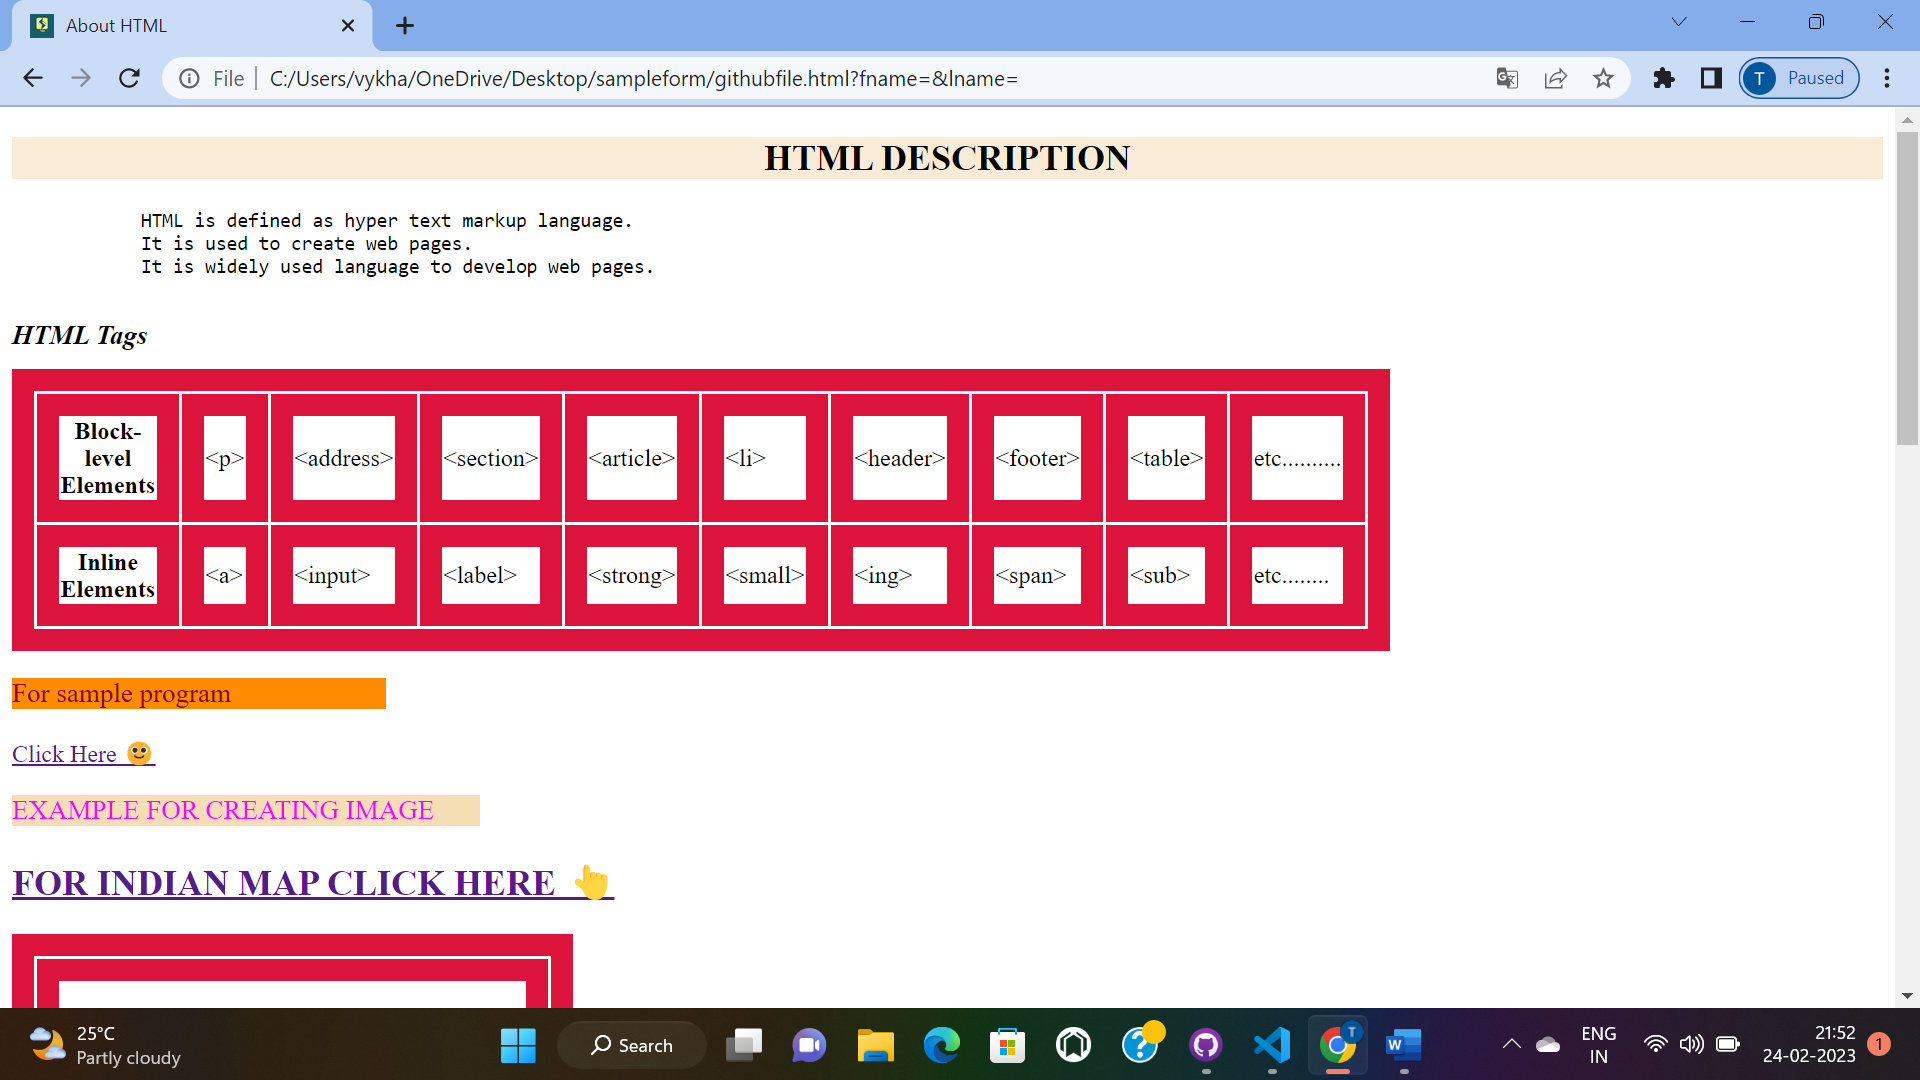 About HTML
File
C:/Users/vykha/OneDrive/Desktop/sampleform/githubfile.html?fname=&lname=
T Paused
HTML DESCRIPTION
HTML is defined as hyper text markup language.
It is used to create web pages.
It is widely used language to develop web pages.
HTML Tags
Block-
level
Elements
<p> <address> <section> <article> <li> <header> <footer> <table> etc..........
Inline
Elements
<a> <input> <label> <strong> <small> <ing> <span> <sub> etc........
For sample program
Click Here 🙂
EXAMPLE FOR CREATING IMAGE
FOR INDIAN MAP CLICK HERE 👆
25°C
Partly cloudy
Search
T
W
ENG
IN
21:52
24-02-2023
1